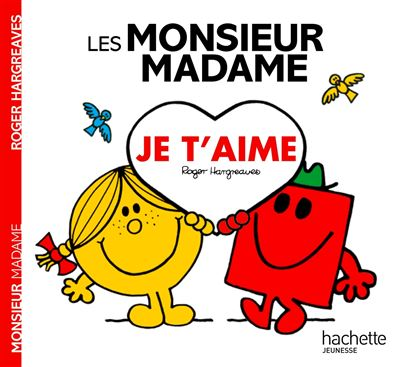 ROGER HARGREAVES
MONSIEUR MADAME
LES MONSIEUR
MADAME
JE T'AIME
Roger Hargreaves
hachette
JEUNESSE